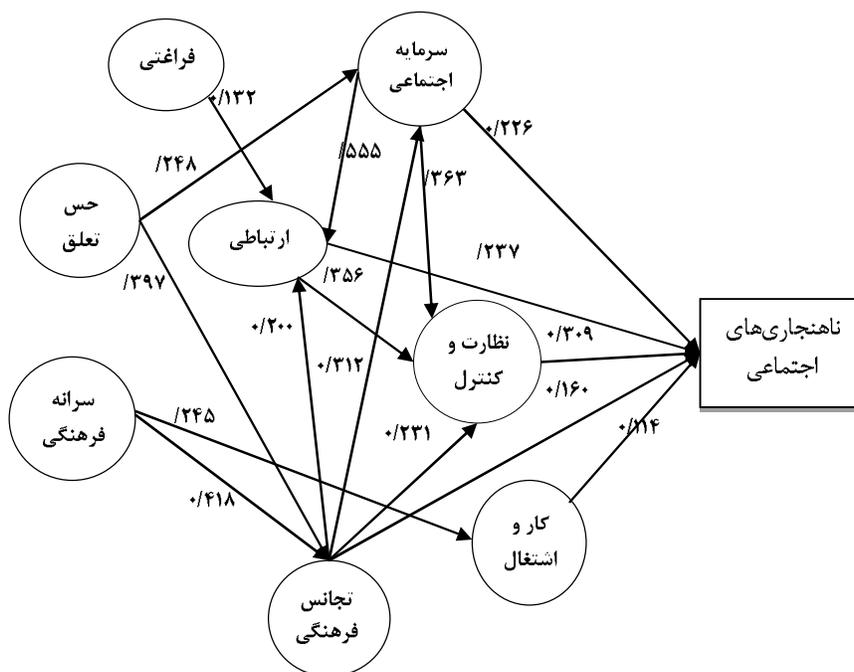 فراغتی
سرمایه
اجتماعی
۰/۱۳۲
۰/۲۲۶
/۲۴۸
/۵۵۵
/۳۶۳
حس
تعلق
ارتباطی
/۲۳۷
/۳۹۷
/۳۵۶
۰/۲۰۰
۰/۳۱۲
نظارت و
کنترل
۰/۳۰۹
ناهنجاری‌های
اجتماعی
۰/۱۶۰
سرانه
فرهنگی
/۲۴۵
۰/۲۳۱
۰/۱۱۴
۰/۴۱۸
کار و
اشتغال
تجانس
فرهنگی